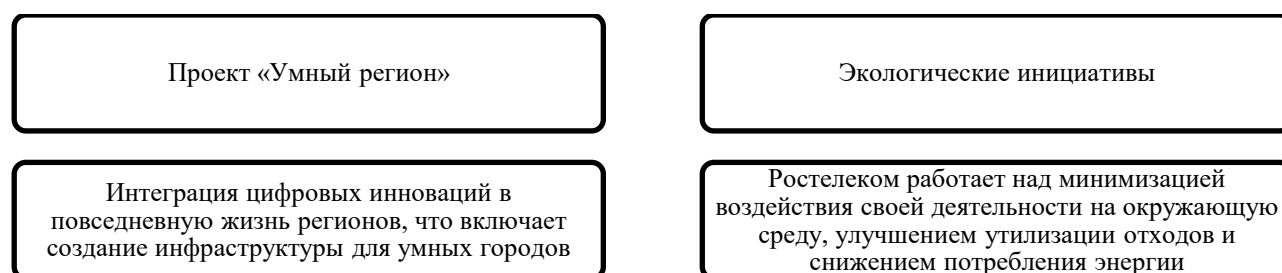 Проект «Умный регион»
Экологические инициативы
Интеграция цифровых инноваций в
повседневную жизнь регионов, что включает
создание инфраструктуры для умных городов
Ростелеком работает над минимизацией
воздействия своей деятельности на окружающую
среду, улучшением утилизации отходов и
снижением потребления энергии